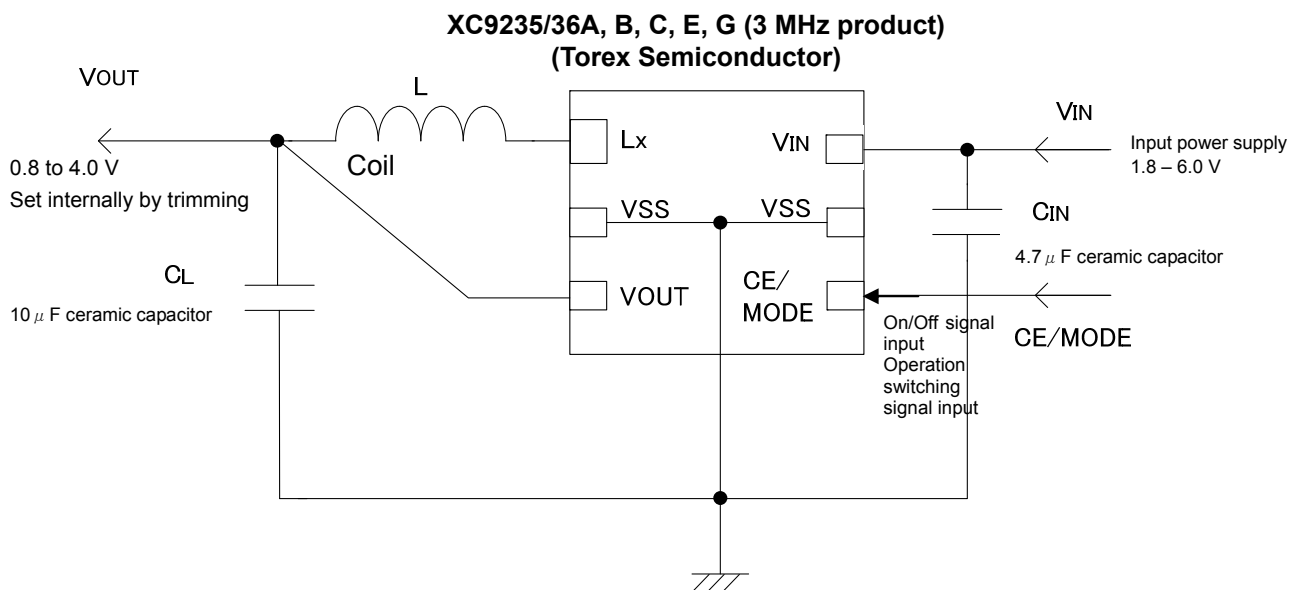 XC9235/36A, B, C, E, G (3 MHz product)
(Torex Semiconductor)
VOUT
L
Lx
VIN
VIN
Input power supply
1.8 – 6.0 V
0.8 to 4.0 V
Coil
Set internally by trimming
VSS
VSS
CIN
4.7 μ F ceramic capacitor
CL
10 μ F ceramic capacitor
VOUT
CE/
MODE
On/Off signal
input
Operation
switching
signal input
CE/MODE